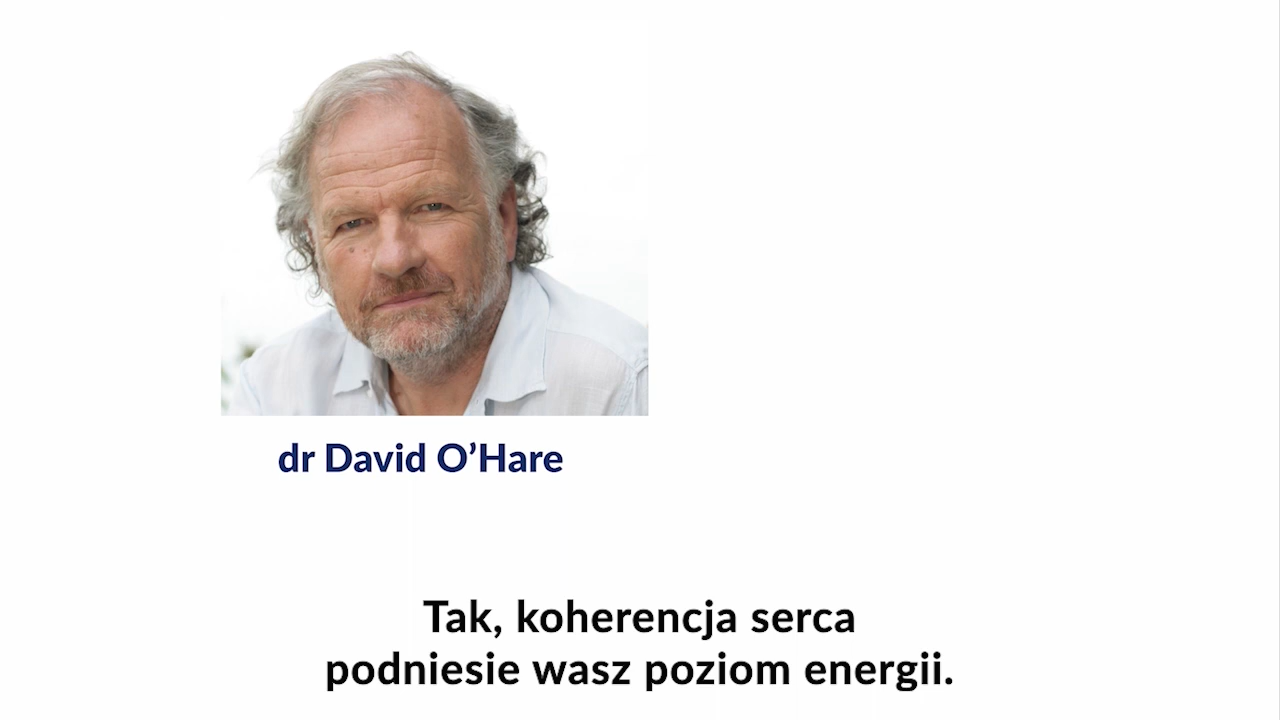 dr David O’Hare
Tak, koherencja serca
podniesie wasz poziom energii.